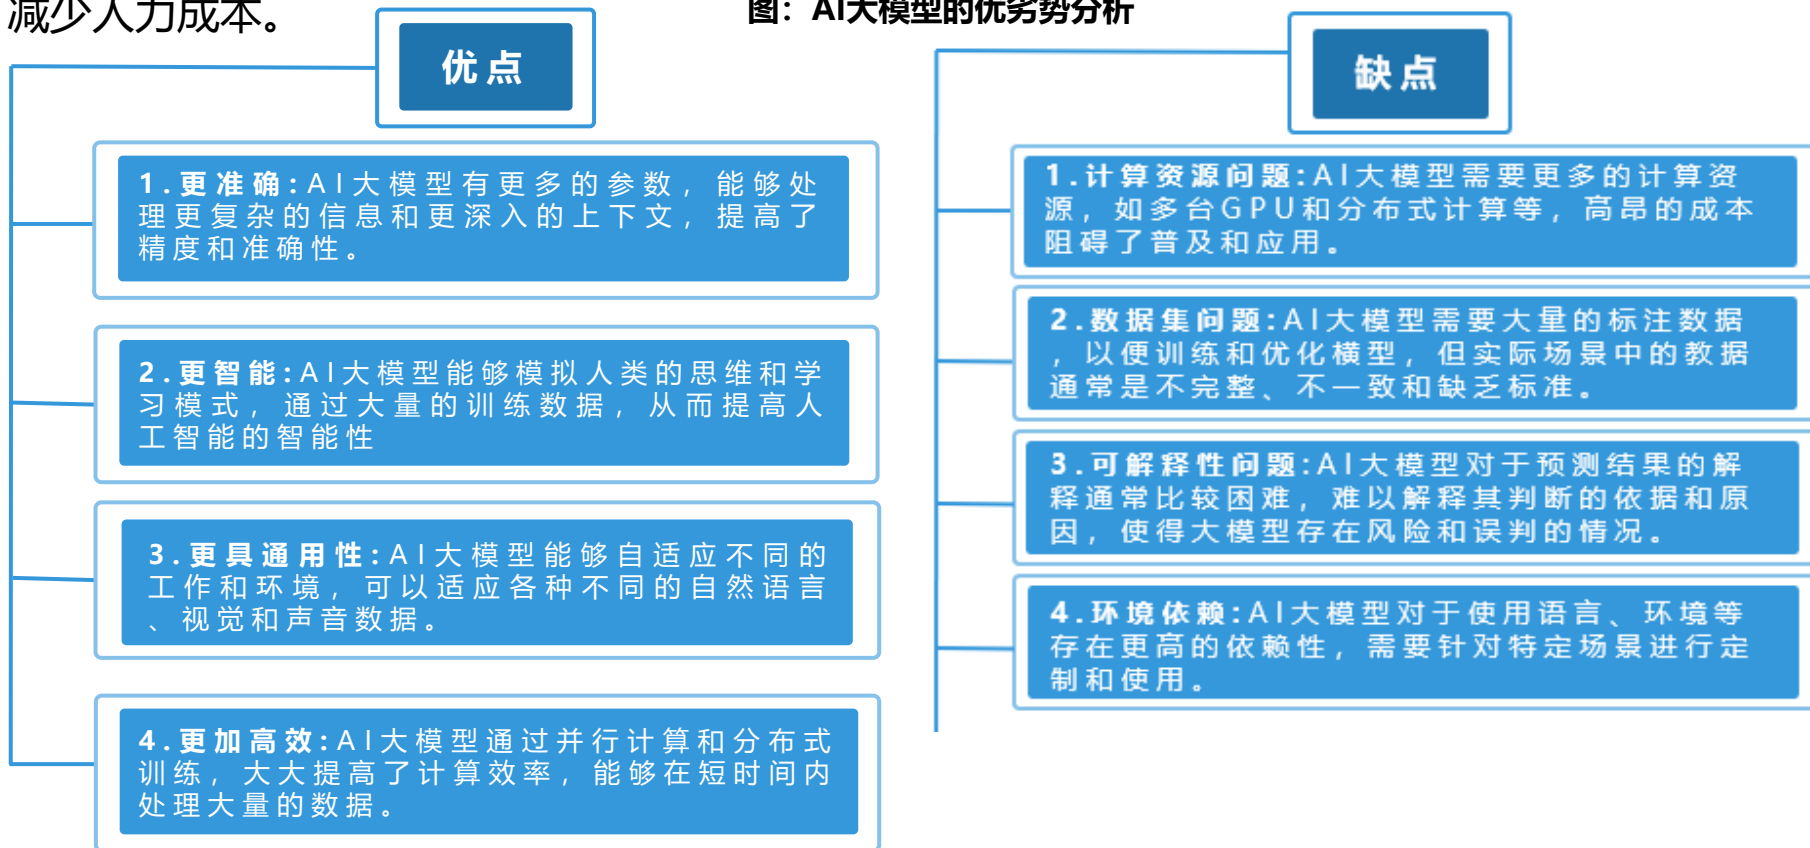 减少人力成本。
图：AI大模型的优劣势分析
优点
1.更准确:AI大模型有更多的参数，能够处
理更复杂的信息和更深入的上下文，提高了
精度和准确性。
2.更智能:AI大模型能够模拟人类的思维和学
习模式，通过大量的训练数据，从而提高人
工智能的智能性
3.更具通用性:AI大模型能够自适应不同的
工作和环境，可以适应各种不同的自然语言
、视觉和声音数据。
4.更加高效:AI大模型通过并行计算和分布式
训练，大大提高了计算效率，能够在短时间内
处理大量的数据。
缺点
1.计算资源问题:AI大模型需要更多的计算资
源，如多台GPU和分布式计算等，高昂的成本
阻碍了普及和应用。
2.数据集问题:AI大模型需要大量的标注数据
，以便训练和优化横型，但实际场景中的教据
通常是不完整、不一致和缺乏标准。
3.可解释性问题:AI大模型对于预测结果的解
释通常比较困难，难以解释其判断的依据和原
因，使得大模型存在风险和误判的情况。
4.环境依赖:AI大模型对于使用语言、环境等
存在更高的依赖性，需要针对特定场景进行定
制和使用。